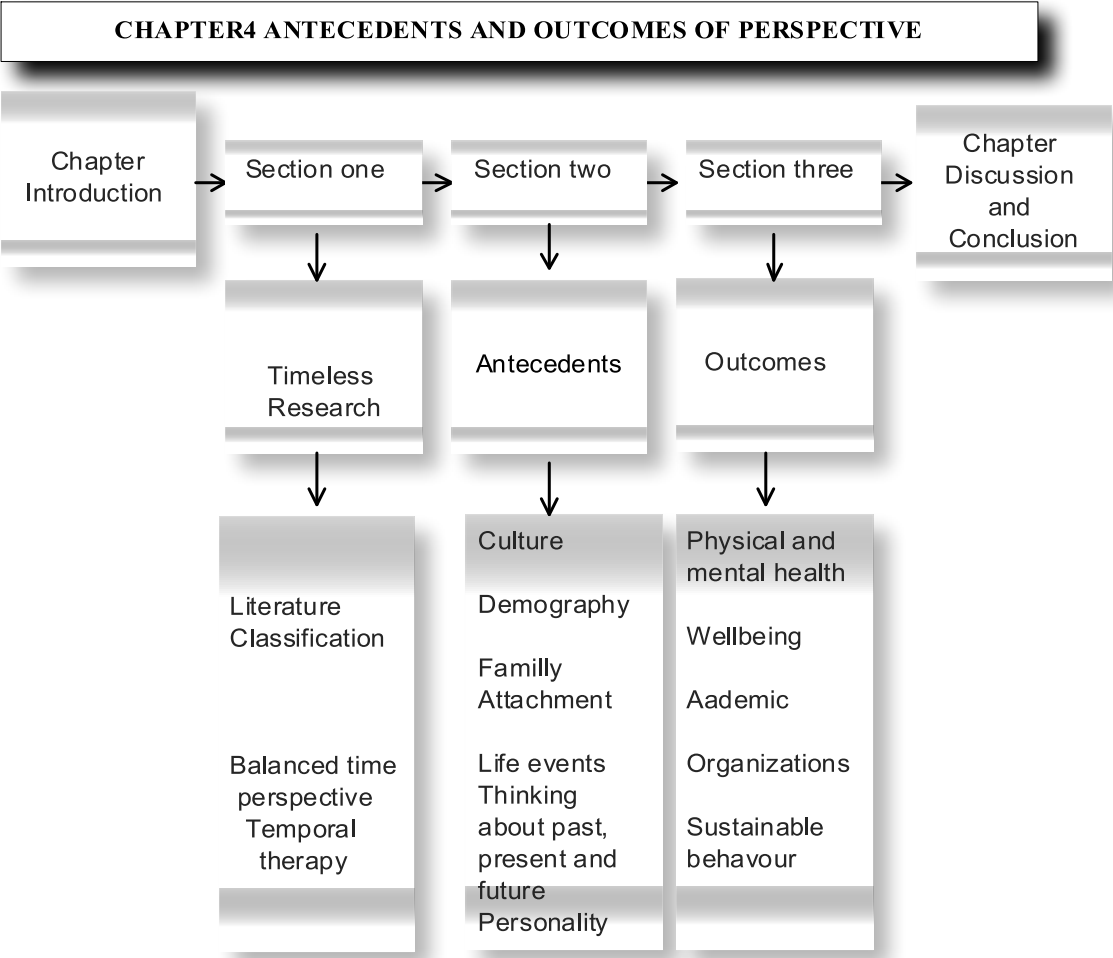 CHAPTER4 ANTECEDENTS AND OUTCOMES OF PERSPECTIVE
Chapter
Introduction
Section one
Section two
Section three
Chapter
Discussion
and
Conclusion
Timeless
Research
Antecedents
Outcomes
Literature
Classification
Balanced time
perspective
Temporal
therapy
Culture
Demography
Familly
Attachment
Life events
Thinking
about past,
present and
future
Personality
Physical and
mental health
Wellbeing
Aademic
Organizations
Sustainable
behavour